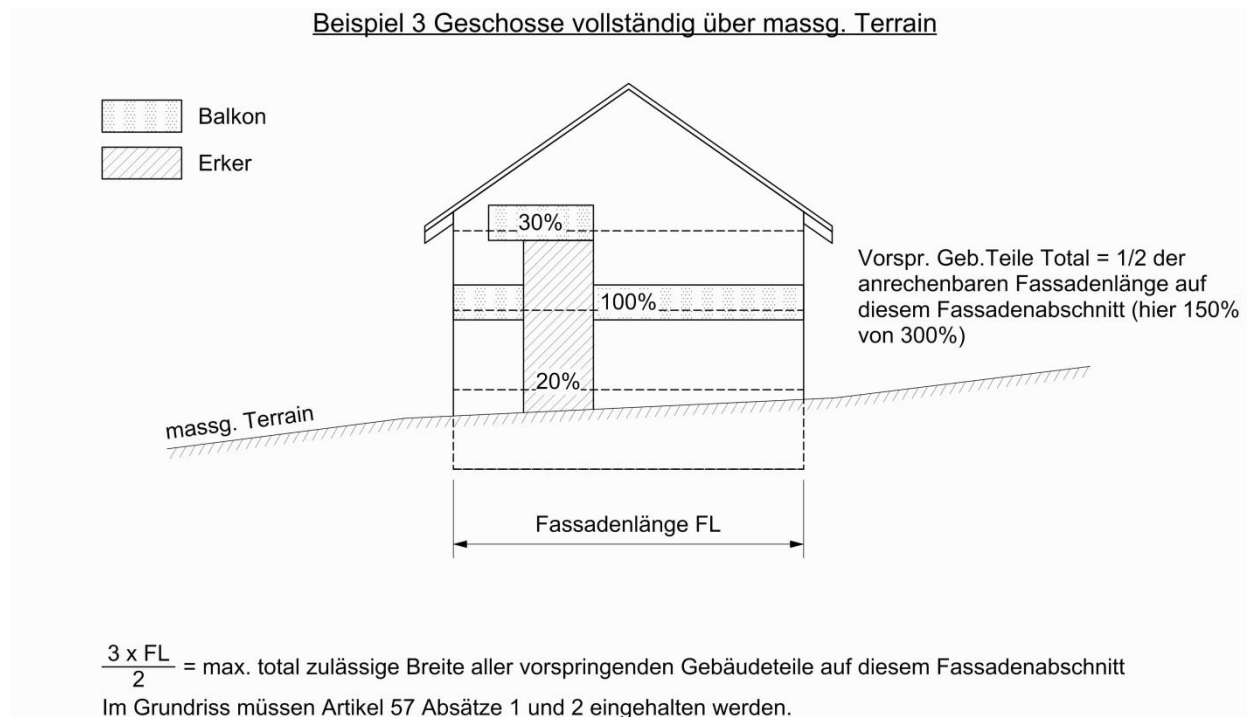 Beispiel 3 Geschosse vollständig über massg. Terrain
Balkon
Erker
30%
Vorspr. Geb.Teile Total = 1/2 der
anrechenbaren Fassadenlänge auf
diesem Fassadenabschnitt (hier 150%
von 300%)
100%
20%
massg. Terrain
Fassadenlänge FL
3 x FL
2
= max. total zulässige Breite aller vorspringenden Gebäudeteile auf diesem Fassadenabschnitt
Im Grundriss müssen Artikel 57 Absätze 1 und 2 eingehalten werden.